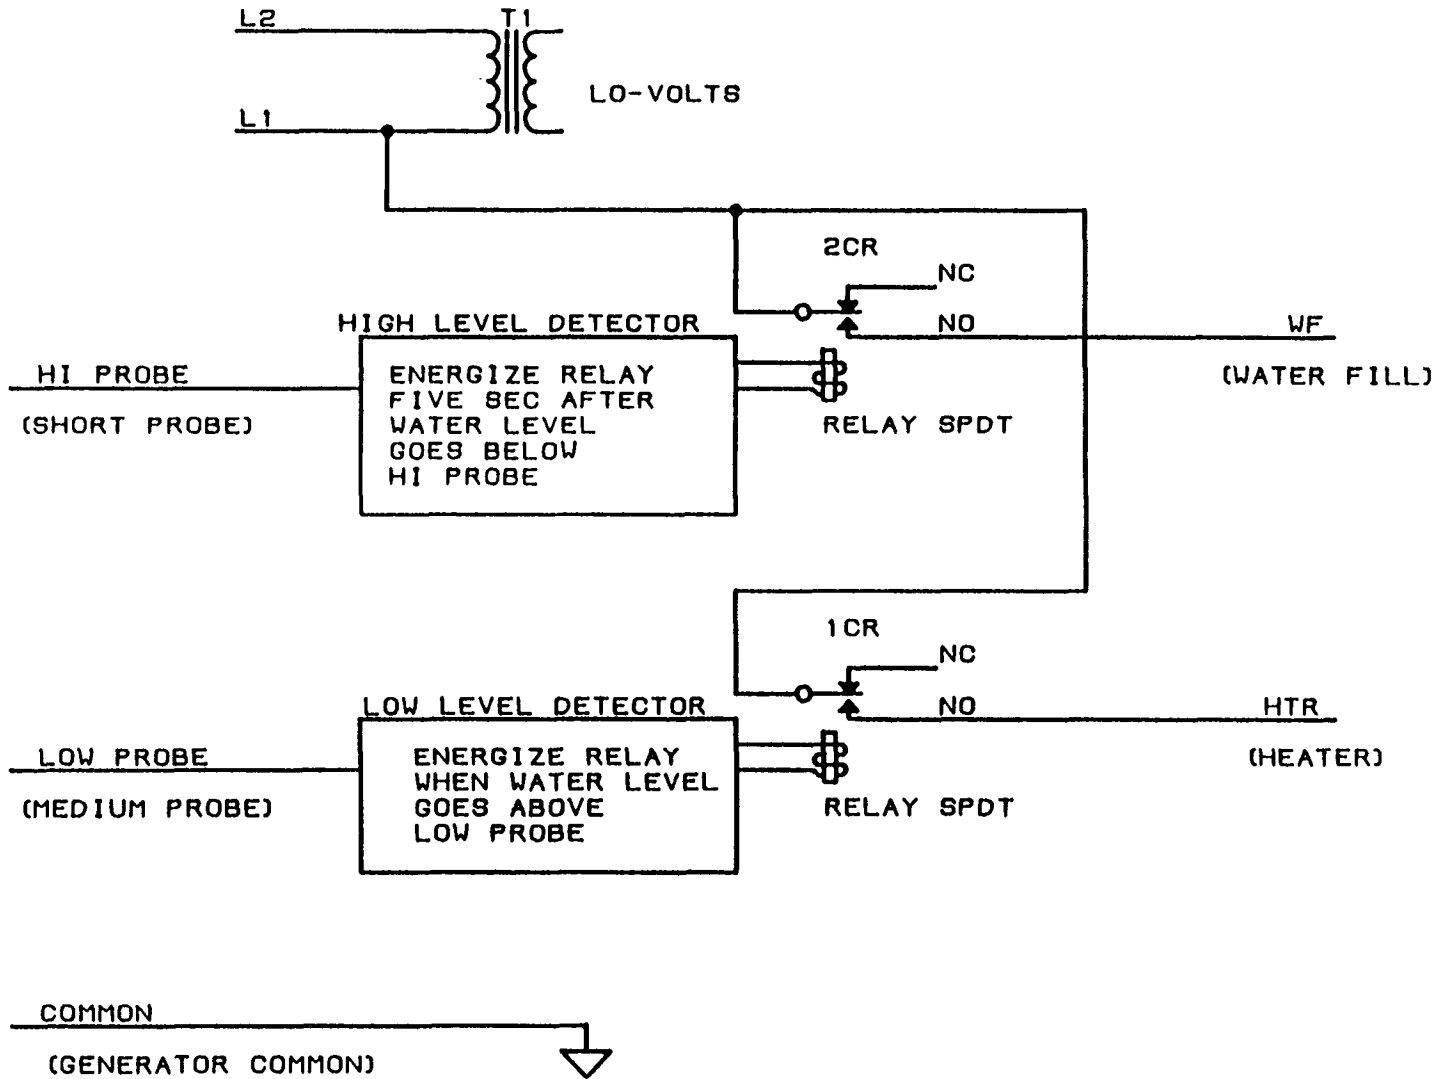 L2
T1
LO-VOLTS
L1
2CR
NC
HIGH LEVEL DETECTOR
NO
WF
(WATER FILL)
HI PROBE
(SHORT PROBE)
ENERGIZE RELAY
FIVE SEC AFTER
WATER LEVEL
GOES BELOW
HI PROBE
RELAY SPDT
1CR
NC
LOW LEVEL DETECTOR
NO
HTR
(HEATER)
LOW PROBE
(MEDIUM PROBE)
ENERGIZE RELAY
WHEN WATER LEVEL
GOES ABOVE
LOW PROBE
RELAY SPDT
COMMON
(GENERATOR COMMON)